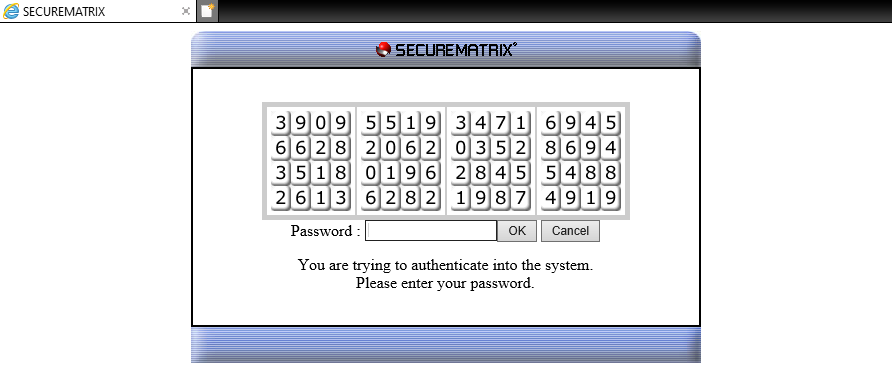 SECUREMATRIX
SECUREMATRIX®
3909 5519 3471 6945
6628 2062 0352 8694
3518 0196 2845 5488
2613 6282 1987 4919
Password : OK Cancel
You are trying to authenticate into the system.
Please enter your password.